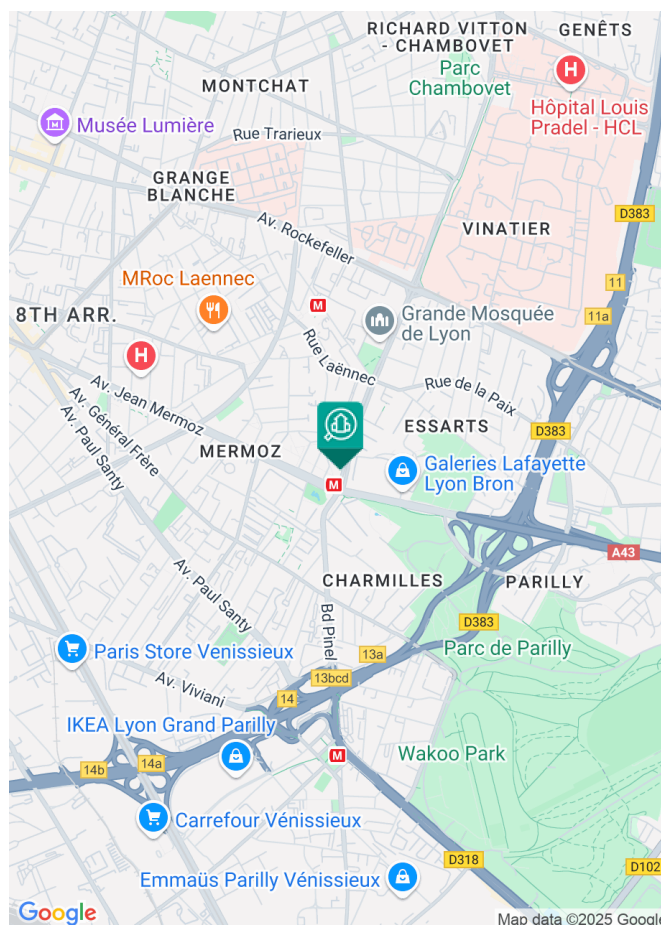 RICHARD VITTON
- CHAMBOVET
GENÊTS
Parc
Chambovet
H
Hôpital Louis
Pradel - HCL
MONTCHAT
Musée Lumière
Rue Trarieux
GRANGE
BLANCHE
D383
Av. Rockefeller
VINATIER
MRoc Laennec
11
M
11a
8TH ARR.
Grande Mosquée
de Lyon
H
Rue Laënnec
Rue de la Paix
Av. Jean Mermoz
Av. Général Frère
Av. Paul Santy
ESSARTS
D383
MERMOZ
Galeries Lafayette
Lyon Bron
M
A43
CHARMILLES
PARILLY
Av. Paul Santy
Bd Pinel
D383
Paris Store Venissieux
13a
Parc de Parilly
13bcd
Av. Viviani
14
IKEA Lyon Grand Parilly
M
Wakoo Park
14b
14a
Carrefour Vénissieux
D318
D102
Emmaüs Parilly Vénissieux
Google
Map data ©2025 Google